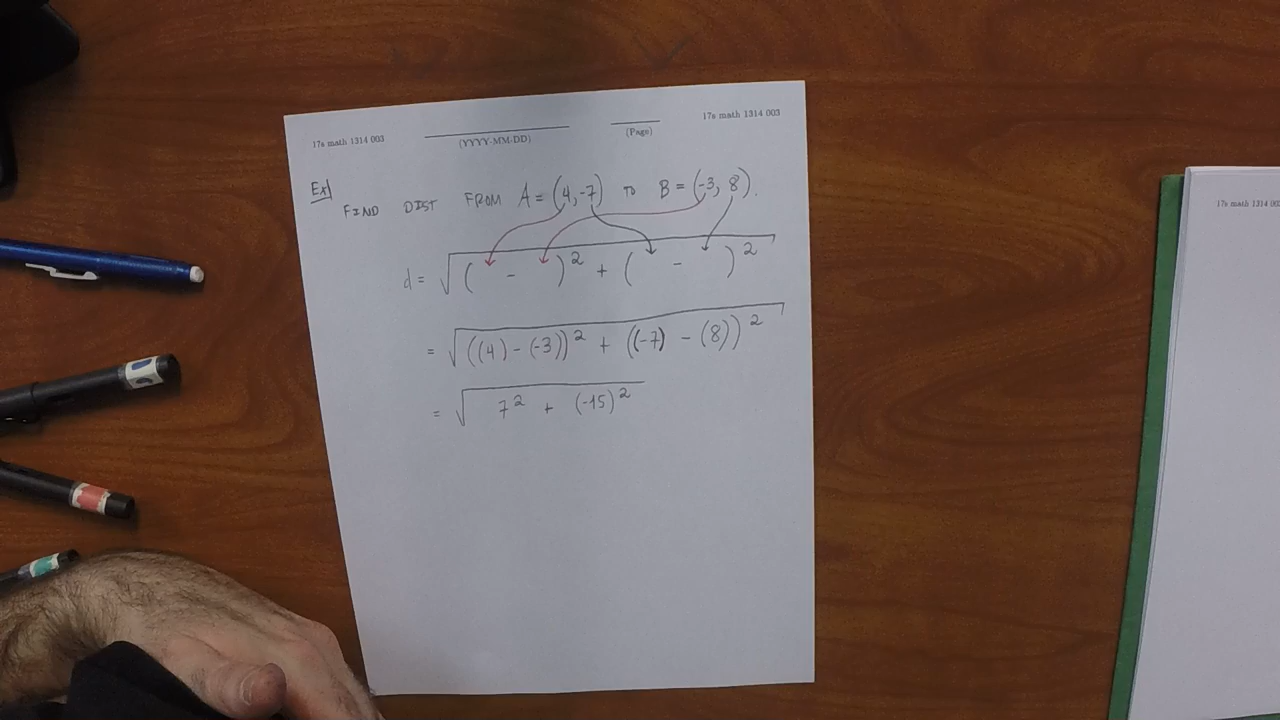 17s math 1314 003 (YYYY-MM-DD) (Page) 17s math 1314 003
Ex) FIND DIST FROM A = (4, -7) TO B = (-3, 8).
d = √( - )² + ( - )²
= √((4) - (-3))² + ((-7) - (8))²
= √7² + (-15)²
17s math 1314 003